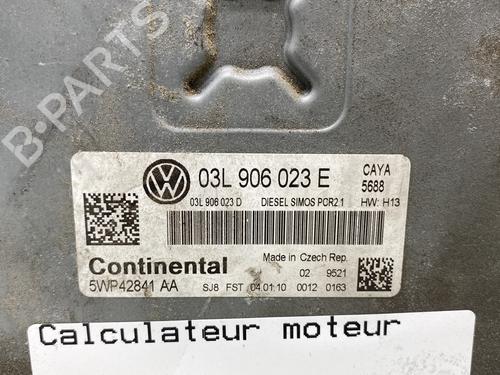 B-PARTS
03L 906 023 E
CAYA
5688
03L 906 023 D DIESEL SIMOS PCR2.1 HW: H13
Continental
Made in Czech Rep.
02 9521
5WP42841 AA
SJ8 FST 04.01.10 0012 0163
Calculateur moteur